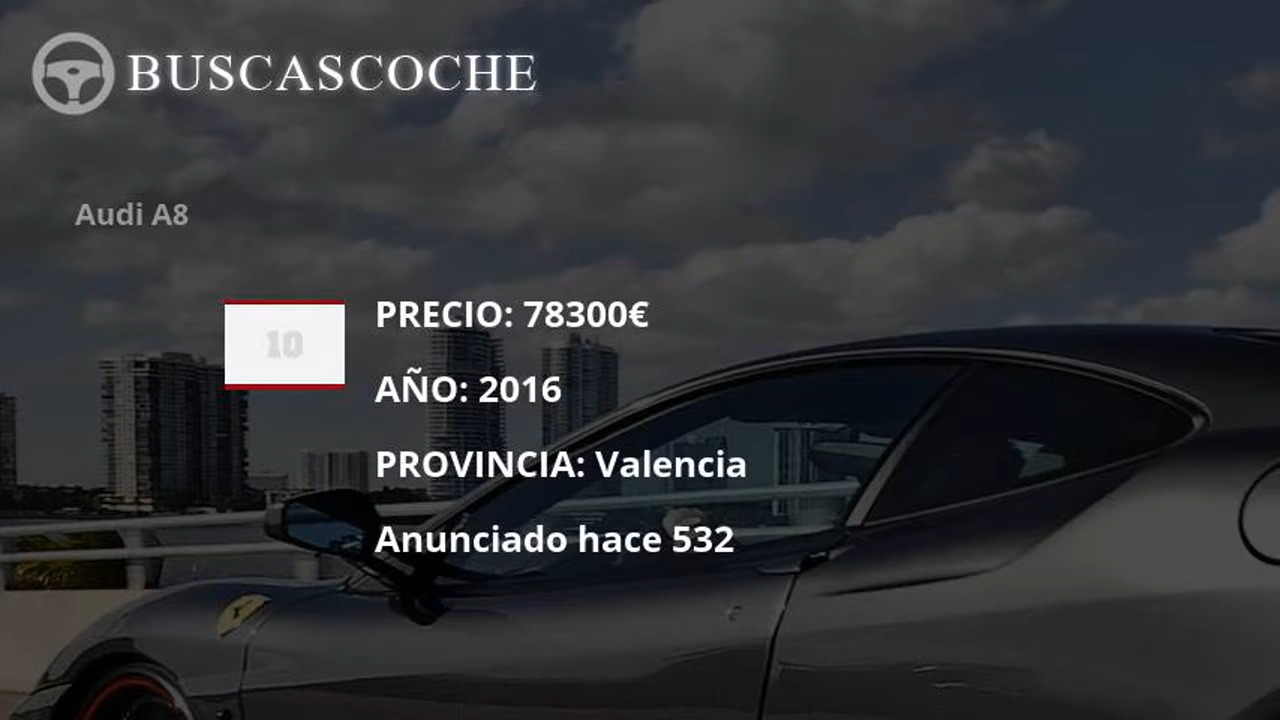 BUSCASCOCHE
Audi A8
10
PRECIO: 78300€
AÑO: 2016
PROVINCIA: Valencia
Anunciado hace 532